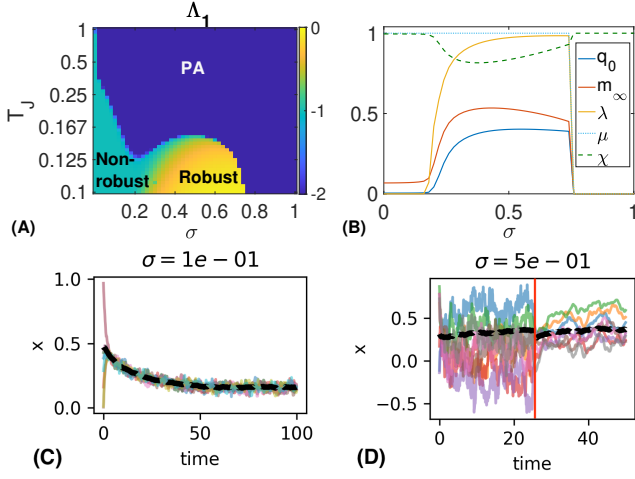 Λ₁
T_J
1
0.5
0.25
0.167
0.125
0.1
PA
Non-
robust
Robust
0.2
0.4
0.6
0.8
1
σ
0
-1
-2
(A)
1
0.5
0
0
0.5
1
σ
q₀
m_∞
λ
μ
χ
(B)
σ = 1e − 01
x
1.0
0.5
0.0
0
50
100
time
(C)
σ = 5e − 01
x
0.5
0.0
−0.5
0
20
40
time
(D)